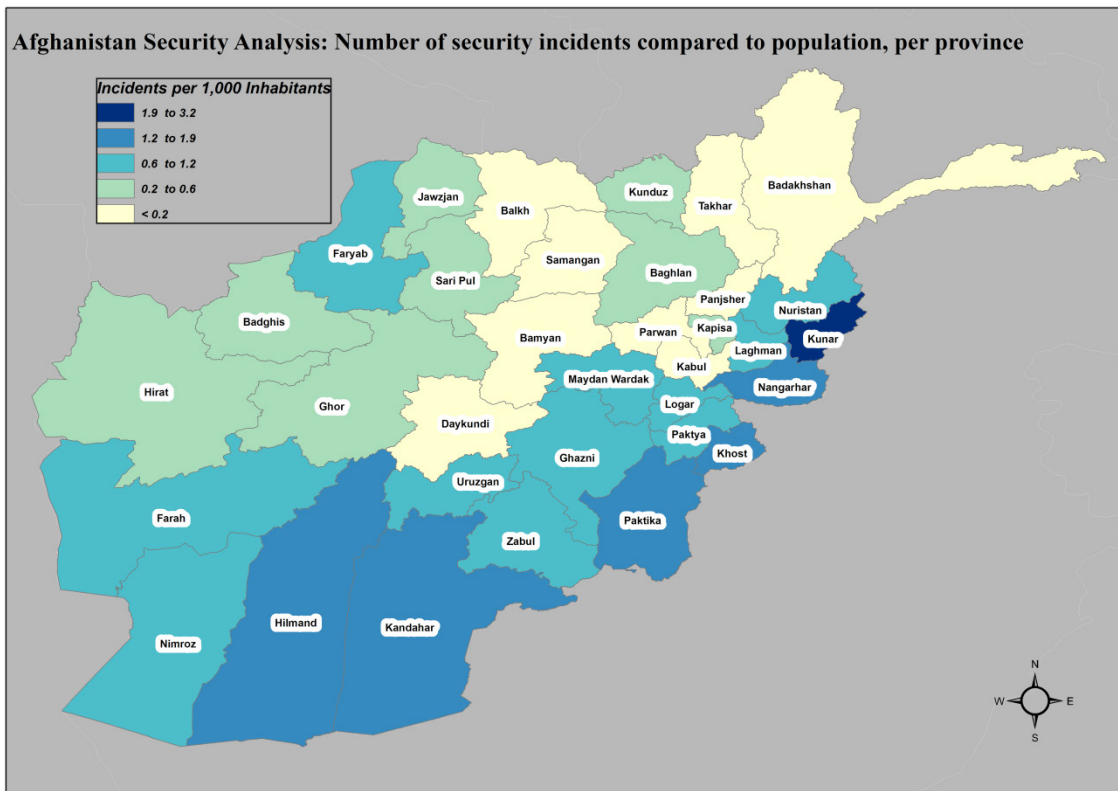 Afghanistan Security Analysis: Number of security incidents compared to population, per province
Incidents per 1,000 Inhabitants
1.9 to 3.2
1.2 to 1.9
0.6 to 1.2
0.2 to 0.6
< 0.2
Jawzjan
Balkh
Kunduz
Takhar
Badakhshan
Faryab
Sari Pul
Samangan
Baghlan
Panjsher
Nuristan
Badghis
Bamyan
Parwan
Kapisa
Kunar
Laghman
Kabul
Maydan Wardak
Nangarhar
Hirat
Ghor
Daykundi
Logar
Paktya
Khost
Ghazni
Uruzgan
Farah
Zabul
Paktika
Nimroz
Hilmand
Kandahar
N
W
E
S